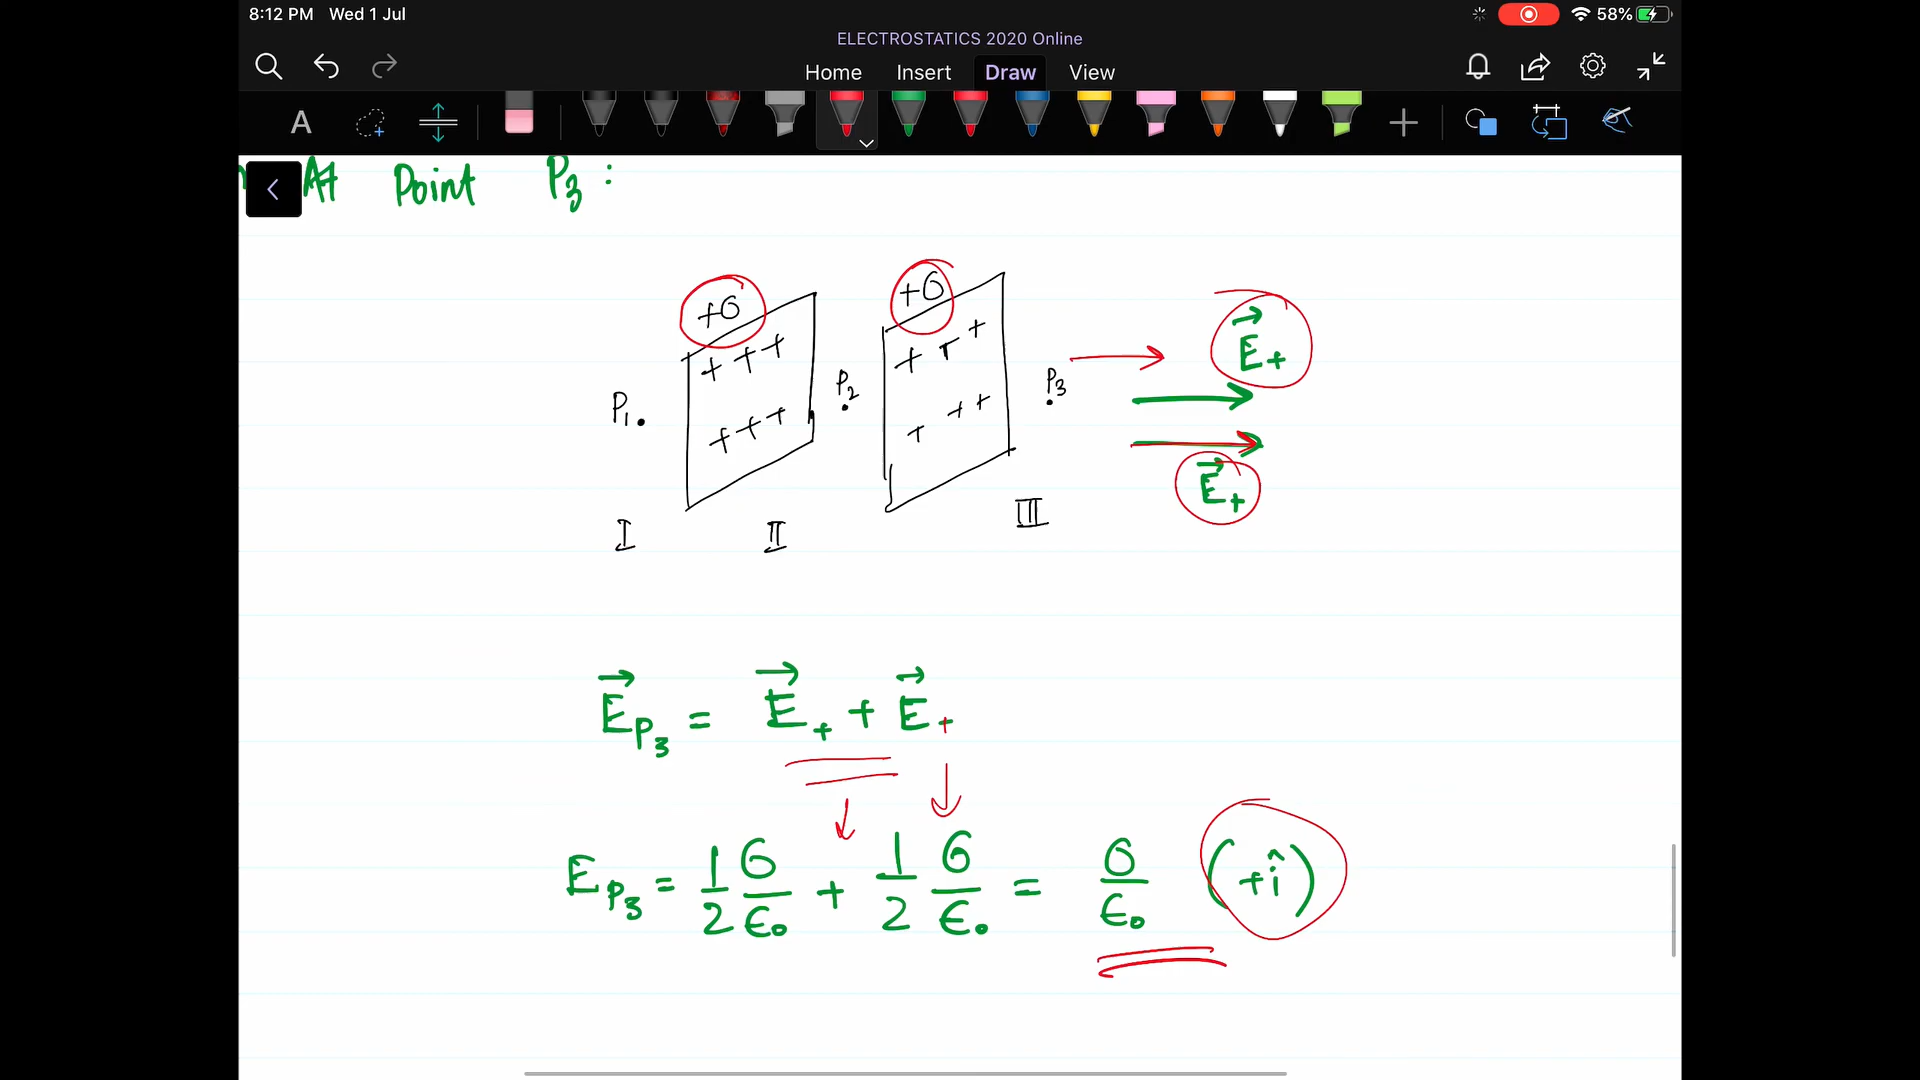 8:12 PM Wed 1 Jul
58%
ELECTROSTATICS 2020 Online
Home Insert Draw View
A
At Point P₃ :
+σ +σ
+ + + + + +
+ + + + + +
P₁ P₂ P₃
E⃗₊
E⃗₊
I II III
E⃗P₃ = E⃗₊ + E⃗₊
EP₃ = 1/2 σ/ϵ₀ + 1/2 σ/ϵ₀ = σ/ϵ₀ (+î)